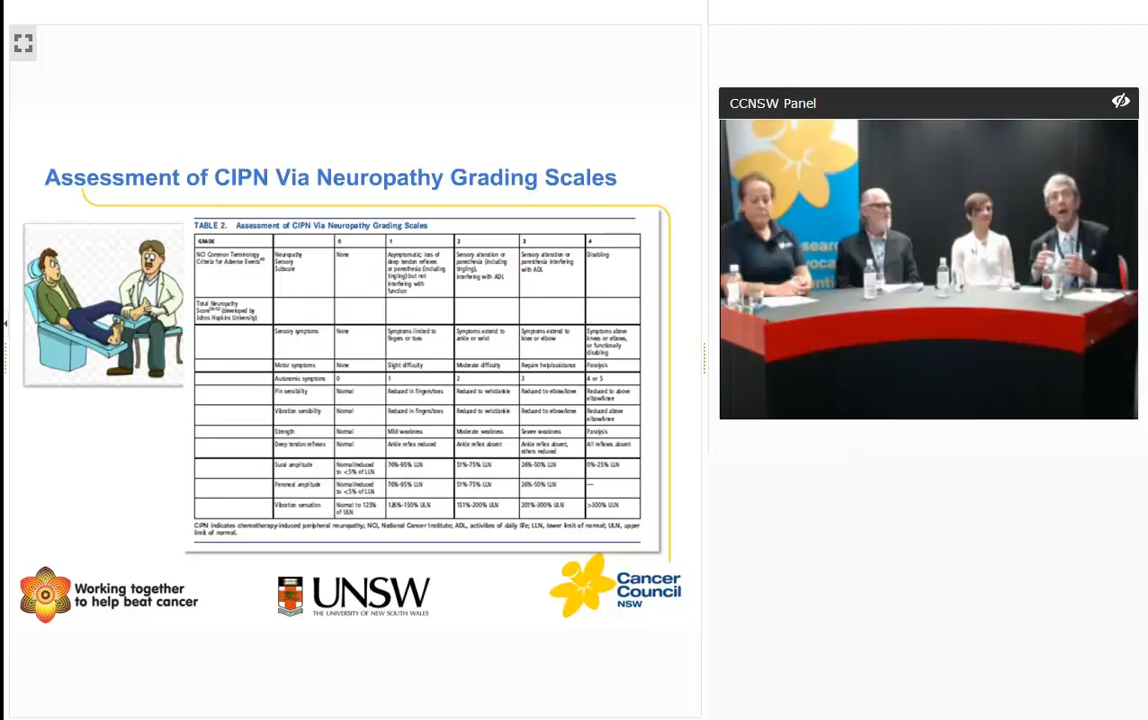 CCNSW Panel
search
vocac
enti
Assessment of CIPN Via Neuropathy Grading Scales
TABLE 2. Assessment of CIPN Via Neuropathy Grading Scales
GRADE 0 1 2 3 4
NCI Common Terminology Criteria for Adverse Events Neuropathy Sensory Subscale None Asymptomatic; loss of deep tendon reflexes or paresthesia (including tingling) but not interfering with function Sensory alteration or paresthesia (including tingling), interfering with ADL Sensory alteration or paresthesia interfering with ADL Disabling
Total Neuropathy Score (developed by Johns Hopkins University)
Sensory symptoms None Symptoms limited to fingers or toes Symptoms extend to ankle or wrist Symptoms extend to knee or elbow Symptoms above knees or elbows, or functionally disabling
Motor symptoms None Slight difficulty Moderate difficulty Require help/assistance Paralysis
Autonomic symptoms 0 1 2 3 4 or 5
Pin sensibility Normal Reduced in fingers/toes Reduced to wrist/ankle Reduced to elbow/knee Reduced to above elbow/knee
Vibration sensibility Normal Reduced in fingers/toes Reduced to wrist/ankle Reduced to elbow/knee Reduced above elbow/knee
Strength Normal Mild weakness Moderate weakness Severe weakness Paralysis
Deep tendon reflexes Normal Ankle reflex reduced Ankle reflex absent Ankle reflex absent, others reduced All reflexes absent
Sural amplitude Normal/reduced to <5% of LLN 76%-95% LLN 51%-75% LLN 26%-50% LLN 0%-25% LLN
Peroneal amplitude Normal/reduced to <5% of LLN 76%-95% LLN 51%-75% LLN 26%-50% LLN —
Vibration sensation Normal to 125% of ULN 126%-150% ULN 151%-200% ULN 201%-300% ULN >300% ULN
CIPN indicates chemotherapy-induced peripheral neuropathy; NCI, National Cancer Institute; ADL, activities of daily life; LLN, lower limit of normal; ULN, upper
limit of normal.
Working together
to help beat cancer
UNSW
THE UNIVERSITY OF NEW SOUTH WALES
Cancer
Council
NSW